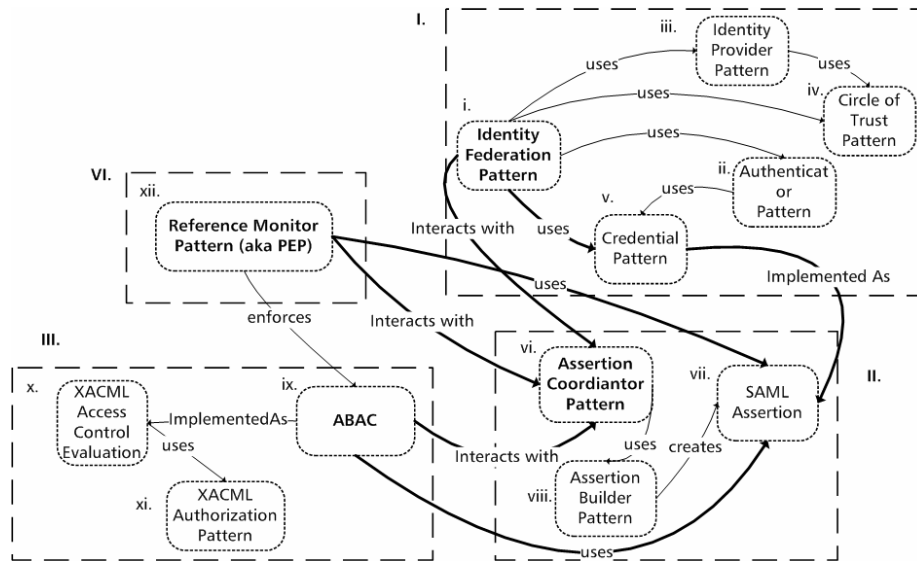 I.
iii.
Identity
Provider
Pattern
uses
uses
uses
iv.
Circle of
Trust
Pattern
i.
Identity
Federation
Pattern
uses
ii.
Authenticat
or Pattern
uses
v.
uses
Credential
Pattern
Interacts with
Implemented As
VI.
xii.
Reference Monitor
Pattern (aka PEP)
uses
enforces
Interacts with
III.
x.
XACML
Access
Control
Evaluation
ImplementedAs
ix.
ABAC
uses
xi.
XACML
Authorization
Pattern
Interacts with
II.
vi.
Assertion
Coordiantor
Pattern
vii.
SAML
Assertion
uses
creates
viii.
Assertion
Builder
Pattern
uses